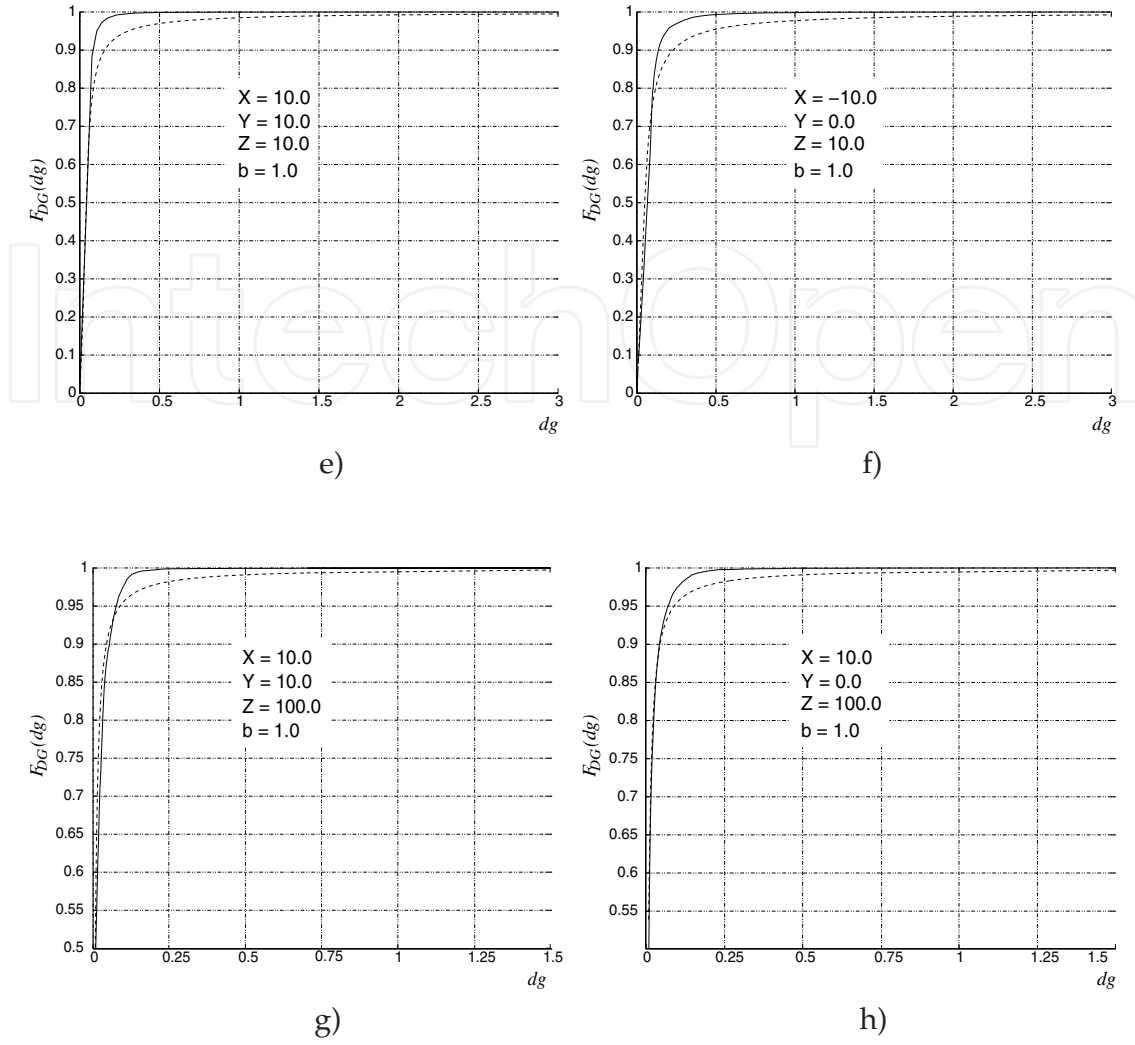 1
0.9
0.8
0.7
0.6
0.5
0.4
0.3
0.2
0.1
0
F_DG(dg)
X = 10.0
Y = 10.0
Z = 10.0
b = 1.0
0 0.5 1 1.5 2 2.5 3
dg
e)
1
0.9
0.8
0.7
0.6
0.5
0.4
0.3
0.2
0.1
0
F_DG(dg)
X = −10.0
Y = 0.0
Z = 10.0
b = 1.0
0 0.5 1 1.5 2 2.5 3
dg
f)
IntechOpen
1
0.95
0.9
0.85
0.8
0.75
0.7
0.65
0.6
0.55
0.5
F_DG(dg)
X = 10.0
Y = 10.0
Z = 100.0
b = 1.0
0 0.25 0.50 0.75 1 1.25 1.5
dg
g)
1
0.95
0.9
0.85
0.8
0.75
0.7
0.65
0.6
0.55
F_DG(dg)
X = 10.0
Y = 0.0
Z = 100.0
b = 1.0
0 0.25 0.50 0.75 1 1.25 1.5
dg
h)